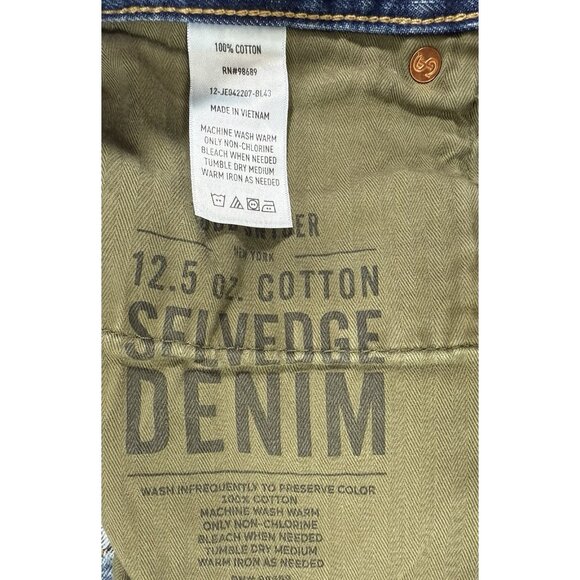 100% COTTON
RN#98689
12-JE042207-BL43
MADE IN VIETNAM
MACHINE WASH WARM
ONLY NON-CHLORINE
BLEACH WHEN NEEDED
TUMBLE DRY MEDIUM
WARM IRON AS NEEDED
NEW YORK
12.5 OZ. COTTON
SELVEDGE
DENIM
WASH INFREQUENTLY TO PRESERVE COLOR
100% COTTON
MACHINE WASH WARM
ONLY NON-CHLORINE
BLEACH WHEN NEEDED
TUMBLE DRY MEDIUM
WARM IRON AS NEEDED
RN#98689